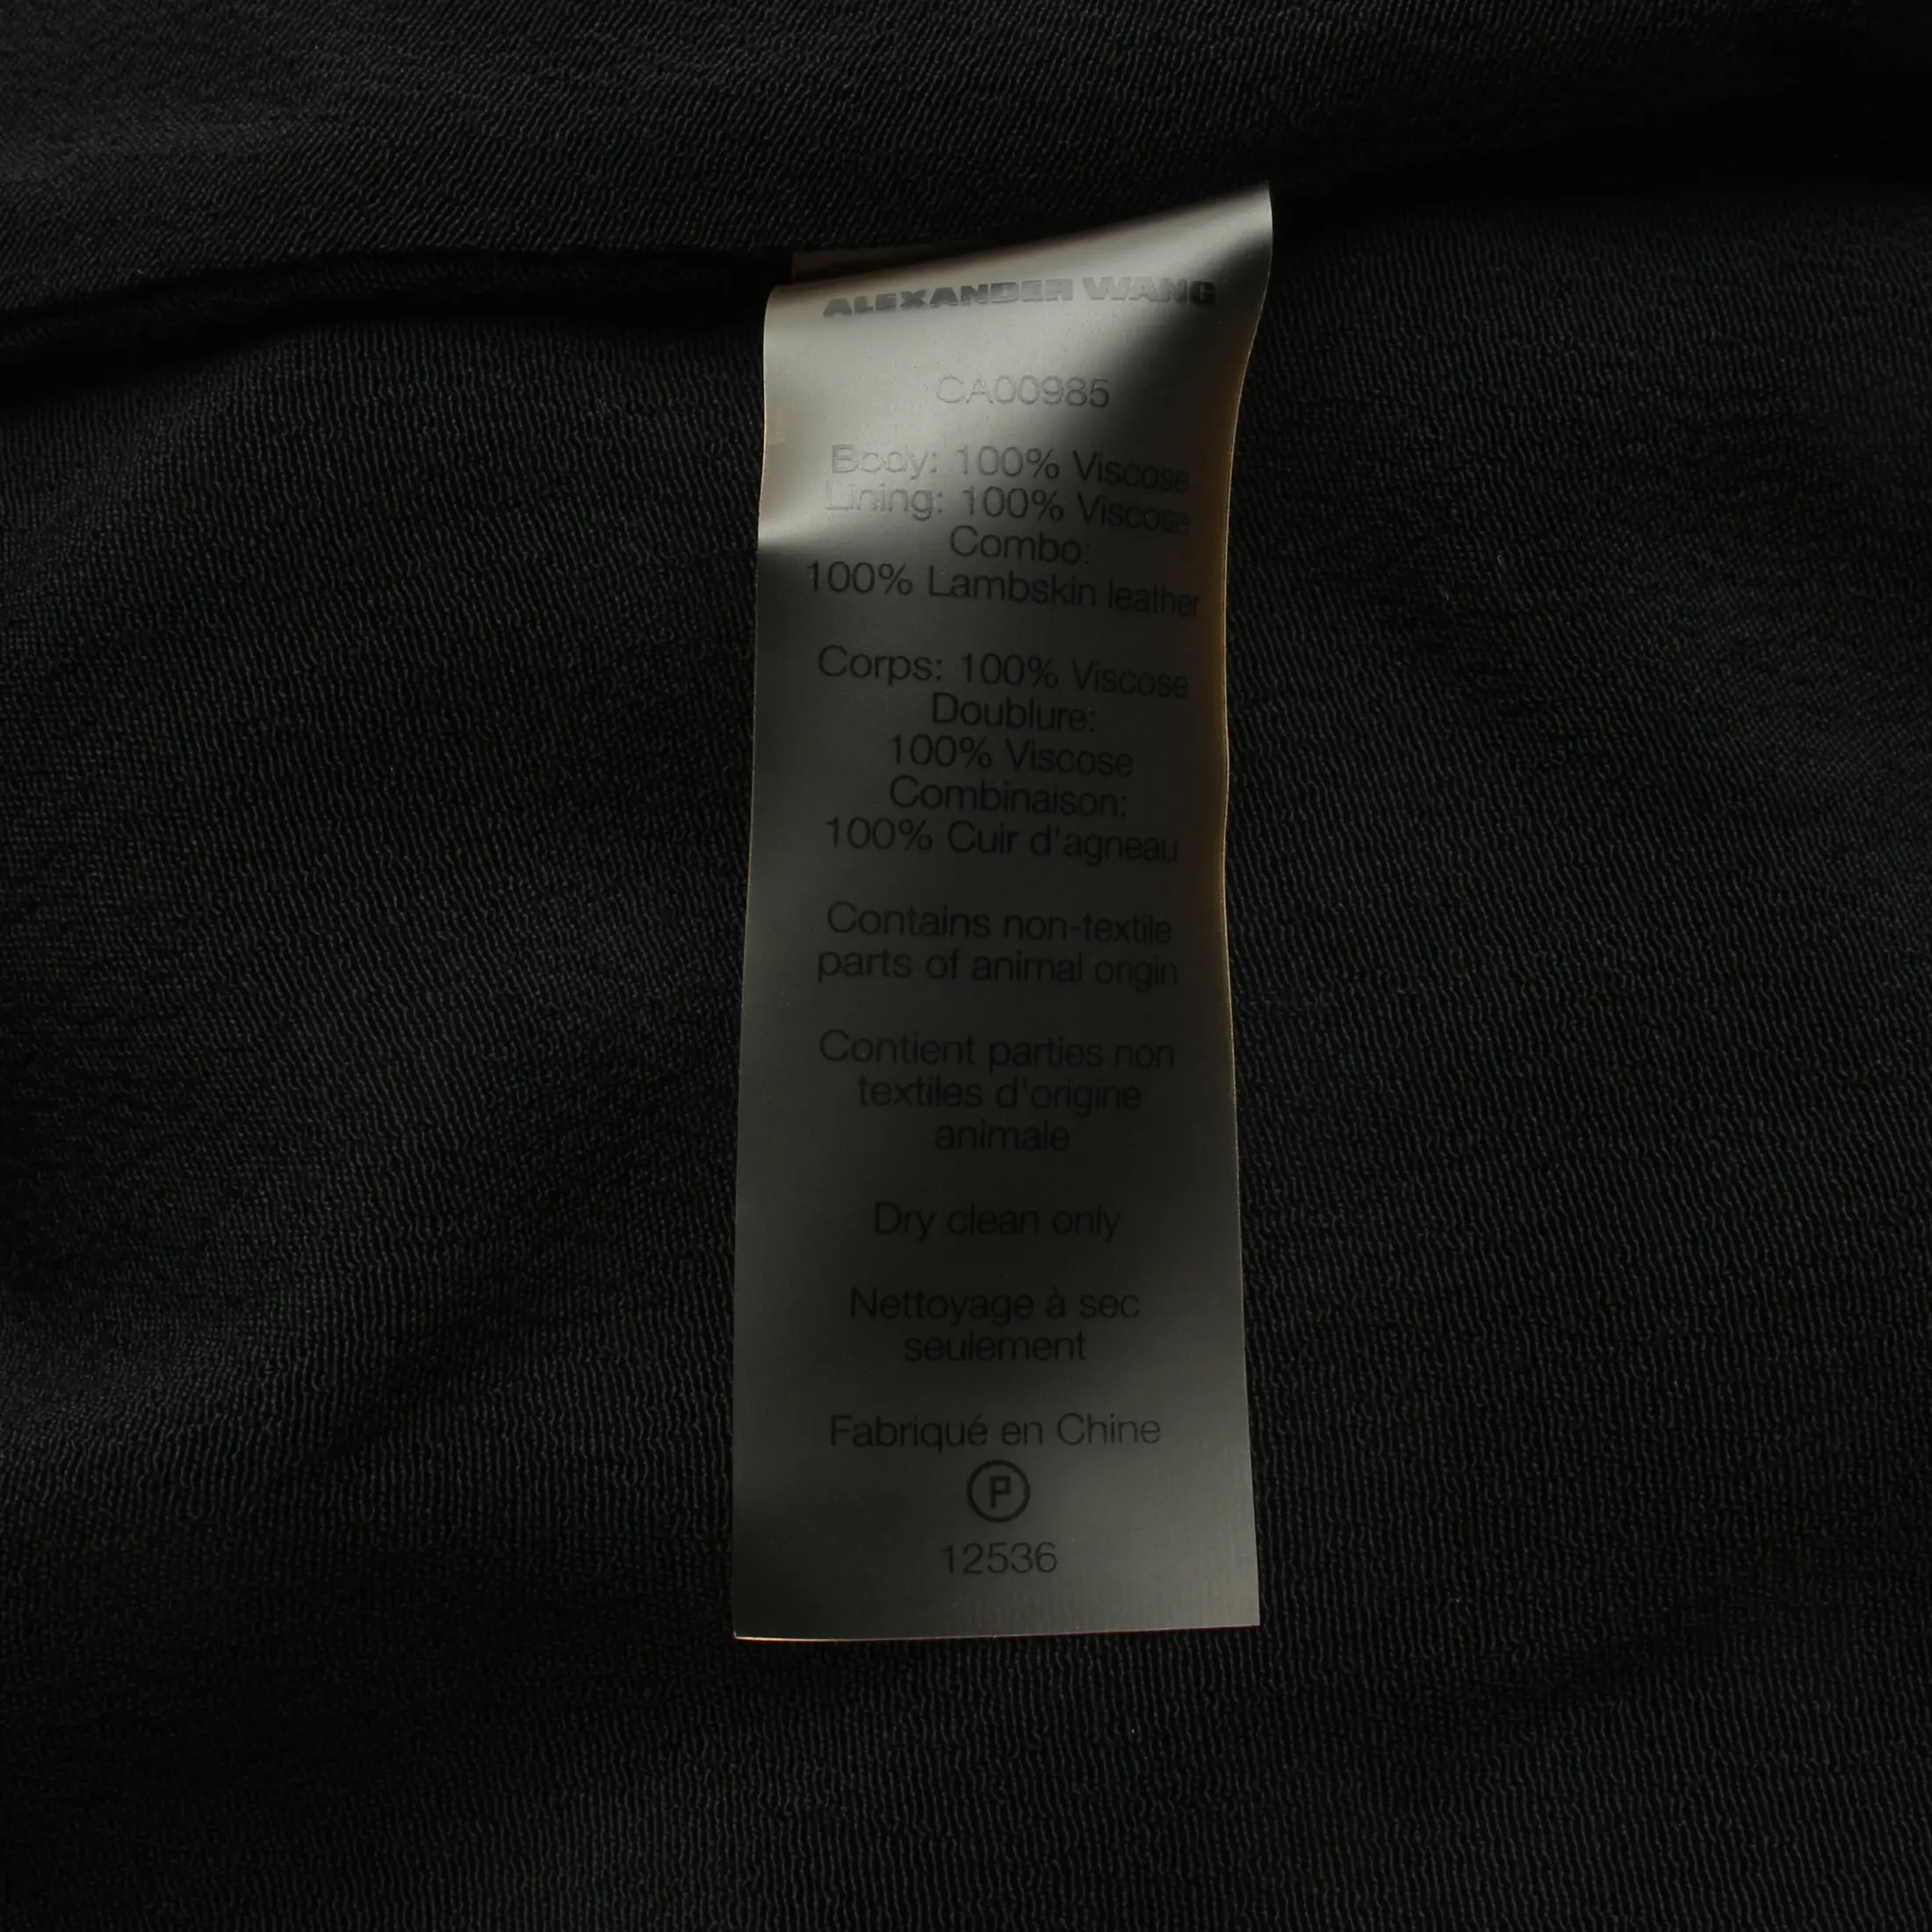 ALEXANDER WANG
CA00985
Body: 100% Viscose
Lining: 100% Viscose
Combo:
100% Lambskin leather
Corps: 100% Viscose
Doublure:
100% Viscose
Combinaison:
100% Cuir d'agneau
Contains non-textile
parts of animal origin
Contient parties non
textiles d'origine
animale
Dry clean only
Nettoyage à sec
seulement
Fabriqué en Chine
P
12536